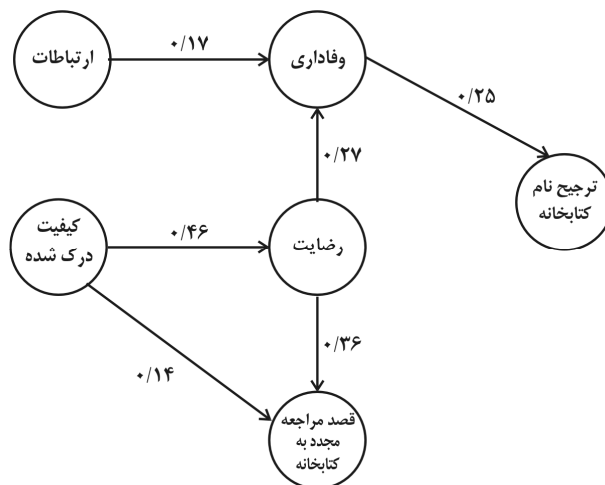 ارتباطات
۰/۱۷
وفاداری
۰/۲۵
ترجیح نام
کتابخانه
۰/۲۷
کیفیت
درک شده
۰/۴۶
رضایت
۰/۱۴
۰/۳۶
قصد مراجعه
مجدد به
کتابخانه